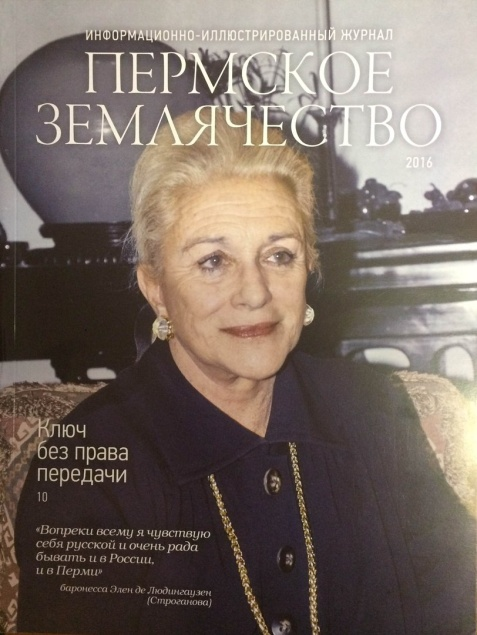 ИНФОРМАЦИОННО-ИЛЛЮСТРИРОВАННЫЙ ЖУРНАЛ
ПЕРМСКОЕ
ЗЕМЛЯЧЕСТВО
2016
Ключ
без права
передачи
10
«Вопреки всему я чувствую
себя русской и очень рада
бывать и в России,
и в Перми»
баронесса Элен де Людингаузен
(Строганова)